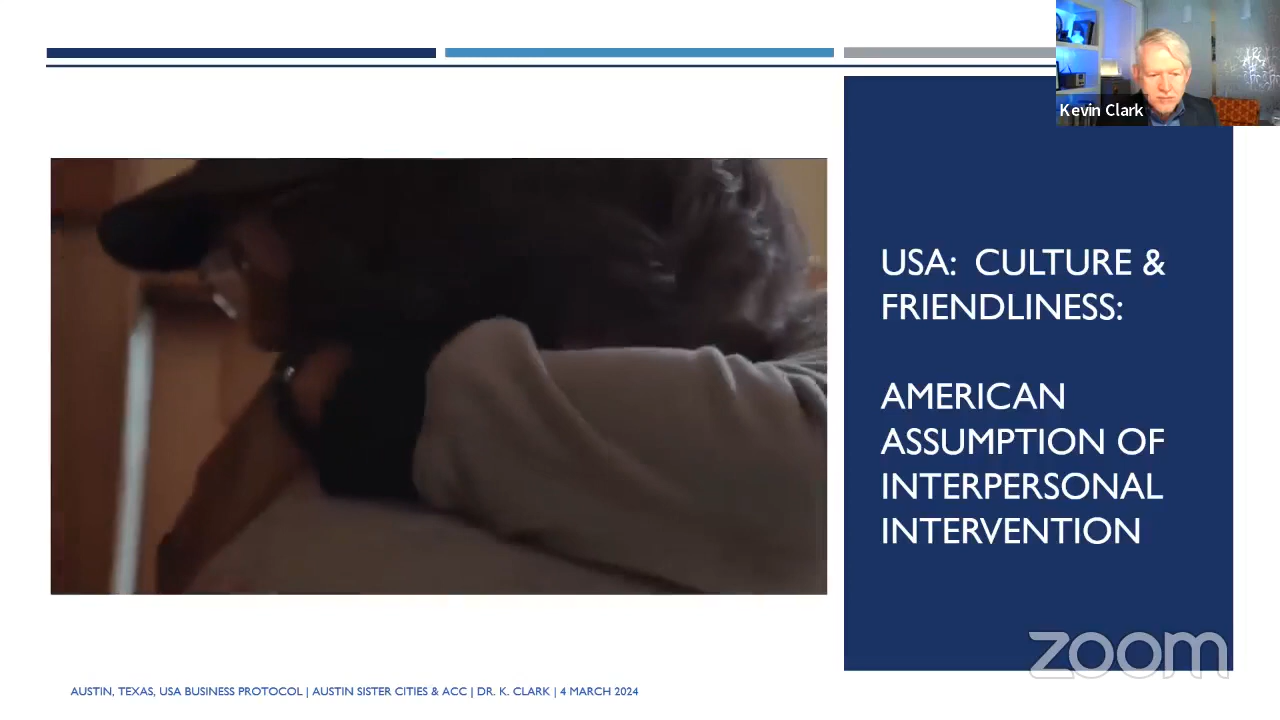 Kevin Clark
USA: CULTURE &
FRIENDLINESS:
AMERICAN
ASSUMPTION OF
INTERPERSONAL
INTERVENTION
zoom
AUSTIN, TEXAS, USA BUSINESS PROTOCOL | AUSTIN SISTER CITIES & ACC | DR. K. CLARK | 4 MARCH 2024